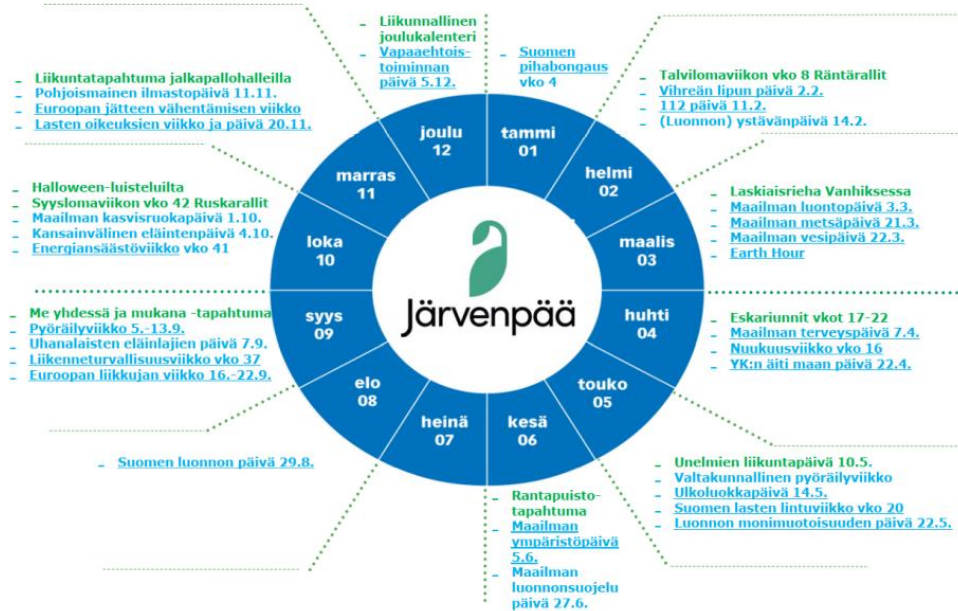 _ Liikunnallinen
joulukalenteri
_ Vapaaehtois-
toiminnan
päivä 5.12.
_ Suomen
pihabongaus
vko 4
_ Talvilomaviikon vko 8 Räntärallit
_ Vihreän lipun päivä 2.2.
_ 112 päivä 11.2.
_ (Luonnon) ystävänpäivä 14.2.
_ Laskiaisrieha Vanhiksessa
_ Maailman luontopäivä 3.3.
_ Maailman metsäpäivä 21.3.
_ Maailman vesipäivä 22.3.
_ Earth Hour
_ Eskariunnit vkot 17-22
_ Maailman terveyspäivä 7.4.
_ Nuukuusviikko vko 16
_ YK:n äiti maan päivä 22.4.
_ Unelmien liikuntapäivä 10.5.
_ Valtakunnallinen pyöräilyviikko
_ Ulkoluokkapäivä 14.5.
_ Suomen lasten lintuviikko vko 20
_ Luonnon monimuotoisuuden päivä 22.5.
_ Rantapuisto-
tapahtuma
_ Maailman
ympäristöpäivä
5.6.
_ Maailman
luonnonsuojelu
päivä 27.6.
_ Suomen luonnon päivä 29.8.
_ Me yhdessä ja mukana -tapahtuma
_ Pyöräilyviikko 5.-13.9.
_ Uhanalaisten eläinlajien päivä 7.9.
_ Liikenneturvallisuusviikko vko 37
_ Euroopan liikkujan viikko 16.-22.9.
_ Halloween-luisteluilta
_ Syyslomaviikon vko 42 Ruskarallit
_ Maailman kasvisruokapäivä 1.10.
_ Kansainvälinen eläintenpäivä 4.10.
_ Energiansäästöviikko vko 41
_ Liikuntatapahtuma jalkapallohalleilla
_ Pohjoismainen ilmastopäivä 11.11.
_ Euroopan jätteen vähentämisen viikko
_ Lasten oikeuksien viikko ja päivä 20.11.
tammi
01
helmi
02
maalis
03
huhti
04
touko
05
kesä
06
heinä
07
elo
08
syys
09
loka
10
marras
11
joulu
12
Järvenpää